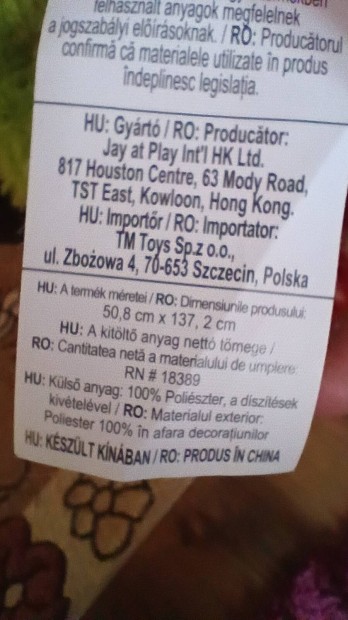 felhasznált anyagok megfelelnek
a jogszabályi előírásoknak. / RO: Producătorul
confirmă că materialele utilizate în produs
îndeplinesc legislația.
HU: Gyártó / RO: Producător:
Jay at Play Int'l HK Ltd.
817 Houston Centre, 63 Mody Road,
TST East, Kowloon, Hong Kong.
HU: Importőr / RO: Importator:
TM Toys Sp.z o.o.,
ul. Zbożowa 4, 70-653 Szczecin, Polska
HU: A termék méretei / RO: Dimensiunile produsului:
50,8 cm x 137, 2 cm
HU: A kitöltő anyag nettó tömege /
RO: Cantitatea netă a materialului de umplere:
RN # 18389
HU: Külső anyag: 100% Poliészter, a díszítések
kivételével / RO: Materialul exterior:
Poliester 100% în afara decorațiunilor
HU: KÉSZÜLT KÍNÁBAN / RO: PRODUS ÎN CHINA